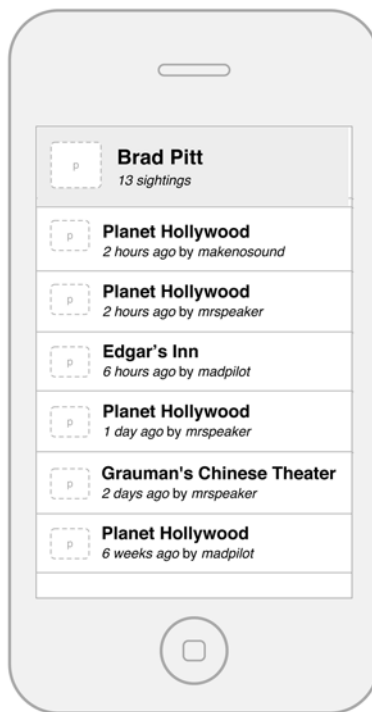 p
Brad Pitt
13 sightings
p
Planet Hollywood
2 hours ago by makenosound
p
Planet Hollywood
2 hours ago by mrspeaker
p
Edgar's Inn
6 hours ago by madpilot
p
Planet Hollywood
1 day ago by mrspeaker
p
Grauman's Chinese Theater
2 days ago by mrspeaker
p
Planet Hollywood
6 weeks ago by madpilot